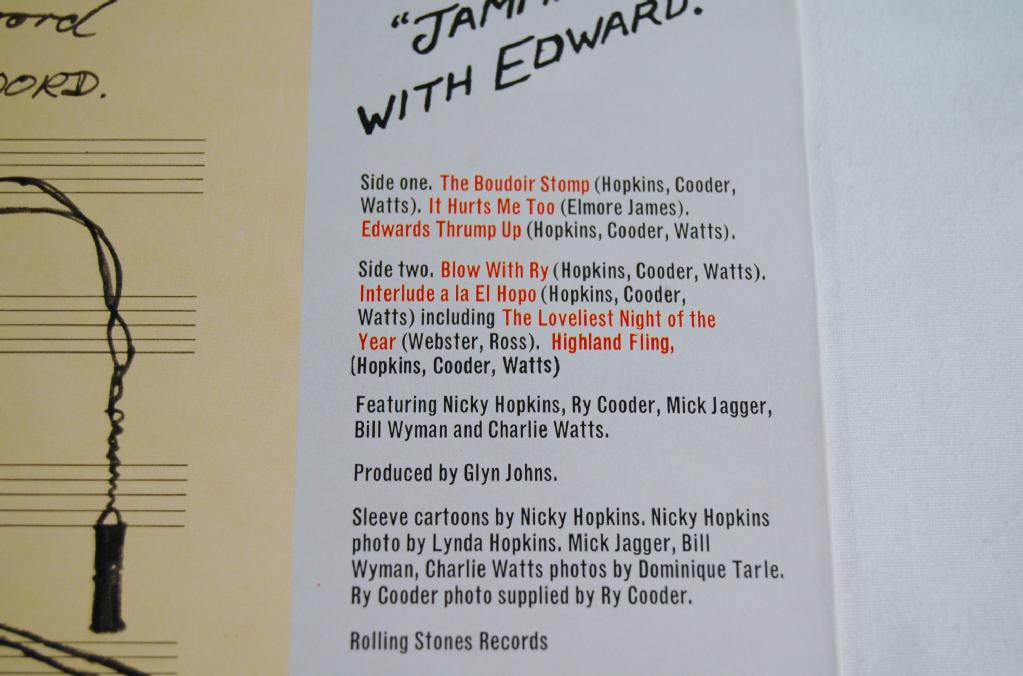 "JAMM
WITH EDWARD.
Side one. The Boudoir Stomp (Hopkins, Cooder,
Watts). It Hurts Me Too (Elmore James).
Edwards Thrump Up (Hopkins, Cooder, Watts).
Side two. Blow With Ry (Hopkins, Cooder, Watts).
Interlude a la El Hopo (Hopkins, Cooder,
Watts) including The Loveliest Night of the
Year (Webster, Ross). Highland Fling,
(Hopkins, Cooder, Watts)
Featuring Nicky Hopkins, Ry Cooder, Mick Jagger,
Bill Wyman and Charlie Watts.
Produced by Glyn Johns.
Sleeve cartoons by Nicky Hopkins. Nicky Hopkins
photo by Lynda Hopkins. Mick Jagger, Bill
Wyman, Charlie Watts photos by Dominique Tarle.
Ry Cooder photo supplied by Ry Cooder.
Rolling Stones Records